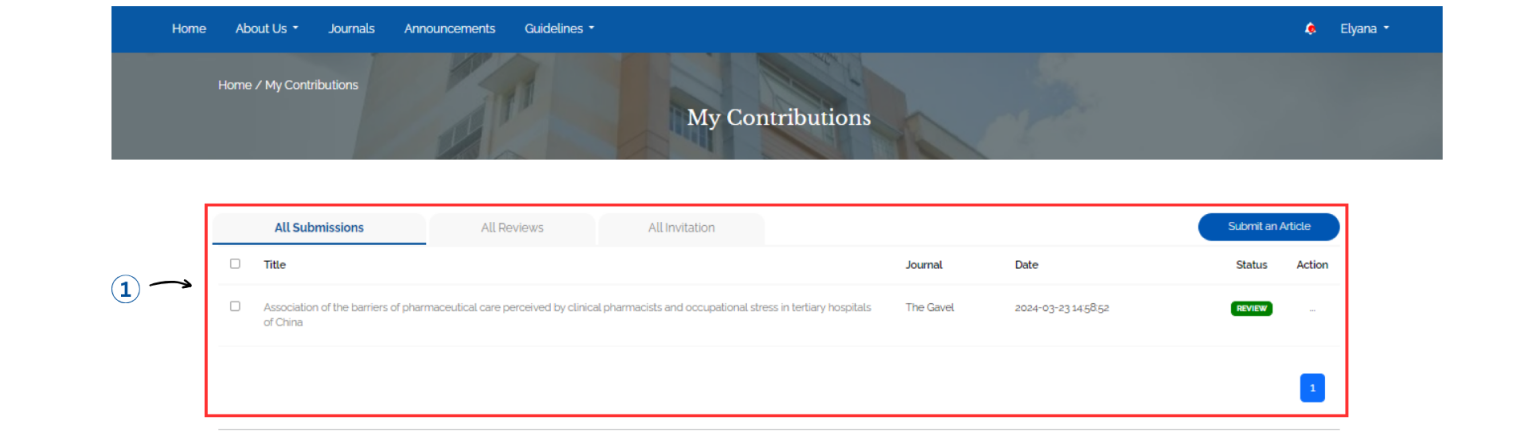 Home About Us Journals Announcements Guidelines Elyana
Home / My Contributions
My Contributions
All Submissions All Reviews All Invitation Submit an Article
Title Journal Date Status Action
1
Association of the barriers of pharmaceutical care perceived by clinical pharmacists and occupational stress in tertiary hospitals The Gavel 2024-03-23 14:58:52 REVIEW ...
of China
1